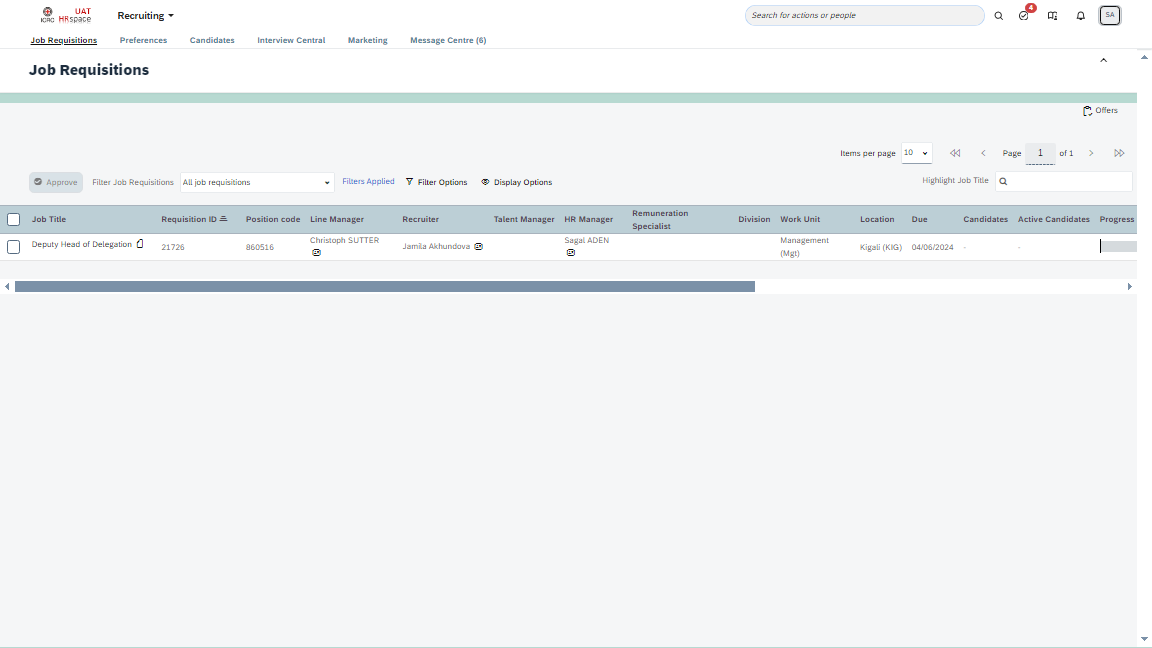 ICRC
UAT
HRspace
Recruiting
Search for actions or people
4
SA
Job Requisitions
Preferences
Candidates
Interview Central
Marketing
Message Centre (6)
Job Requisitions
Offers
Items per page
10
Page
1
of 1
Approve
Filter Job Requisitions
All job requisitions
Filters Applied
Filter Options
Display Options
Highlight Job Title
Job Title
Requisition ID
Position code
Line Manager
Recruiter
Talent Manager
HR Manager
Remuneration
Specialist
Division
Work Unit
Location
Due
Candidates
Active Candidates
Progress
Deputy Head of Delegation
21726
860516
Christoph SUTTER
Jamila Akhundova
Sagal ADEN
Management
(Mgt)
Kigali (KIG)
04/06/2024
-
-